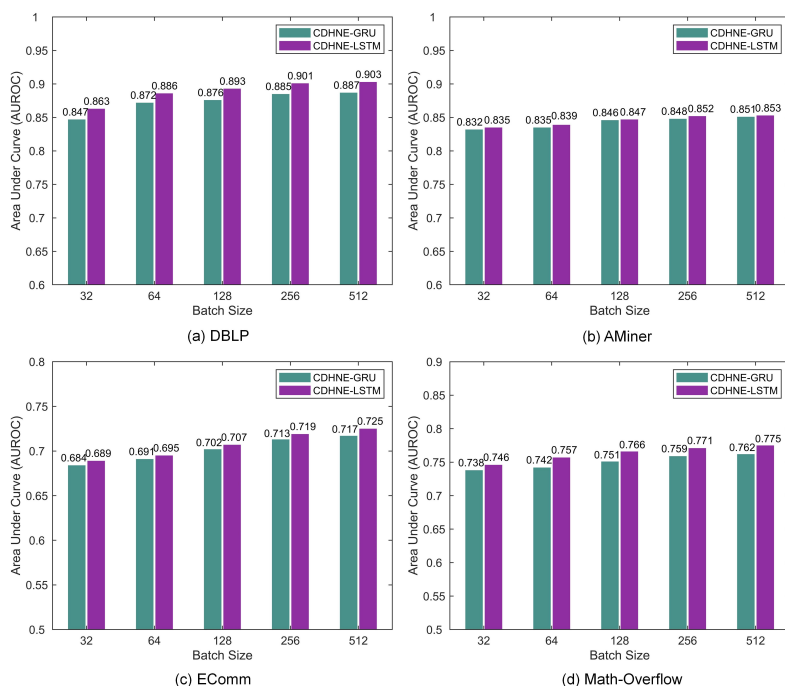 1
0.95
0.9
0.85
0.8
0.75
0.7
0.65
0.6
Area Under Curve (AUROC)
CDHNE-GRU
CDHNE-LSTM
0.847 0.863 0.872 0.886 0.876 0.893 0.885 0.901 0.887 0.903
32 64 128 256 512
Batch Size
(a) DBLP
1
0.95
0.9
0.85
0.8
0.75
0.7
0.65
0.6
Area Under Curve (AUROC)
CDHNE-GRU
CDHNE-LSTM
0.832 0.835 0.835 0.839 0.846 0.847 0.848 0.852 0.851 0.853
32 64 128 256 512
Batch Size
(b) AMiner
0.8
0.75
0.7
0.65
0.6
0.55
0.5
Area Under Curve (AUROC)
CDHNE-GRU
CDHNE-LSTM
0.684 0.689 0.691 0.695 0.702 0.707 0.713 0.719 0.717 0.725
32 64 128 256 512
Batch Size
(c) EComm
0.9
0.85
0.8
0.75
0.7
0.65
0.6
0.55
0.5
Area Under Curve (AUROC)
CDHNE-GRU
CDHNE-LSTM
0.738 0.746 0.742 0.757 0.751 0.766 0.759 0.771 0.762 0.775
32 64 128 256 512
Batch Size
(d) Math-Overflow